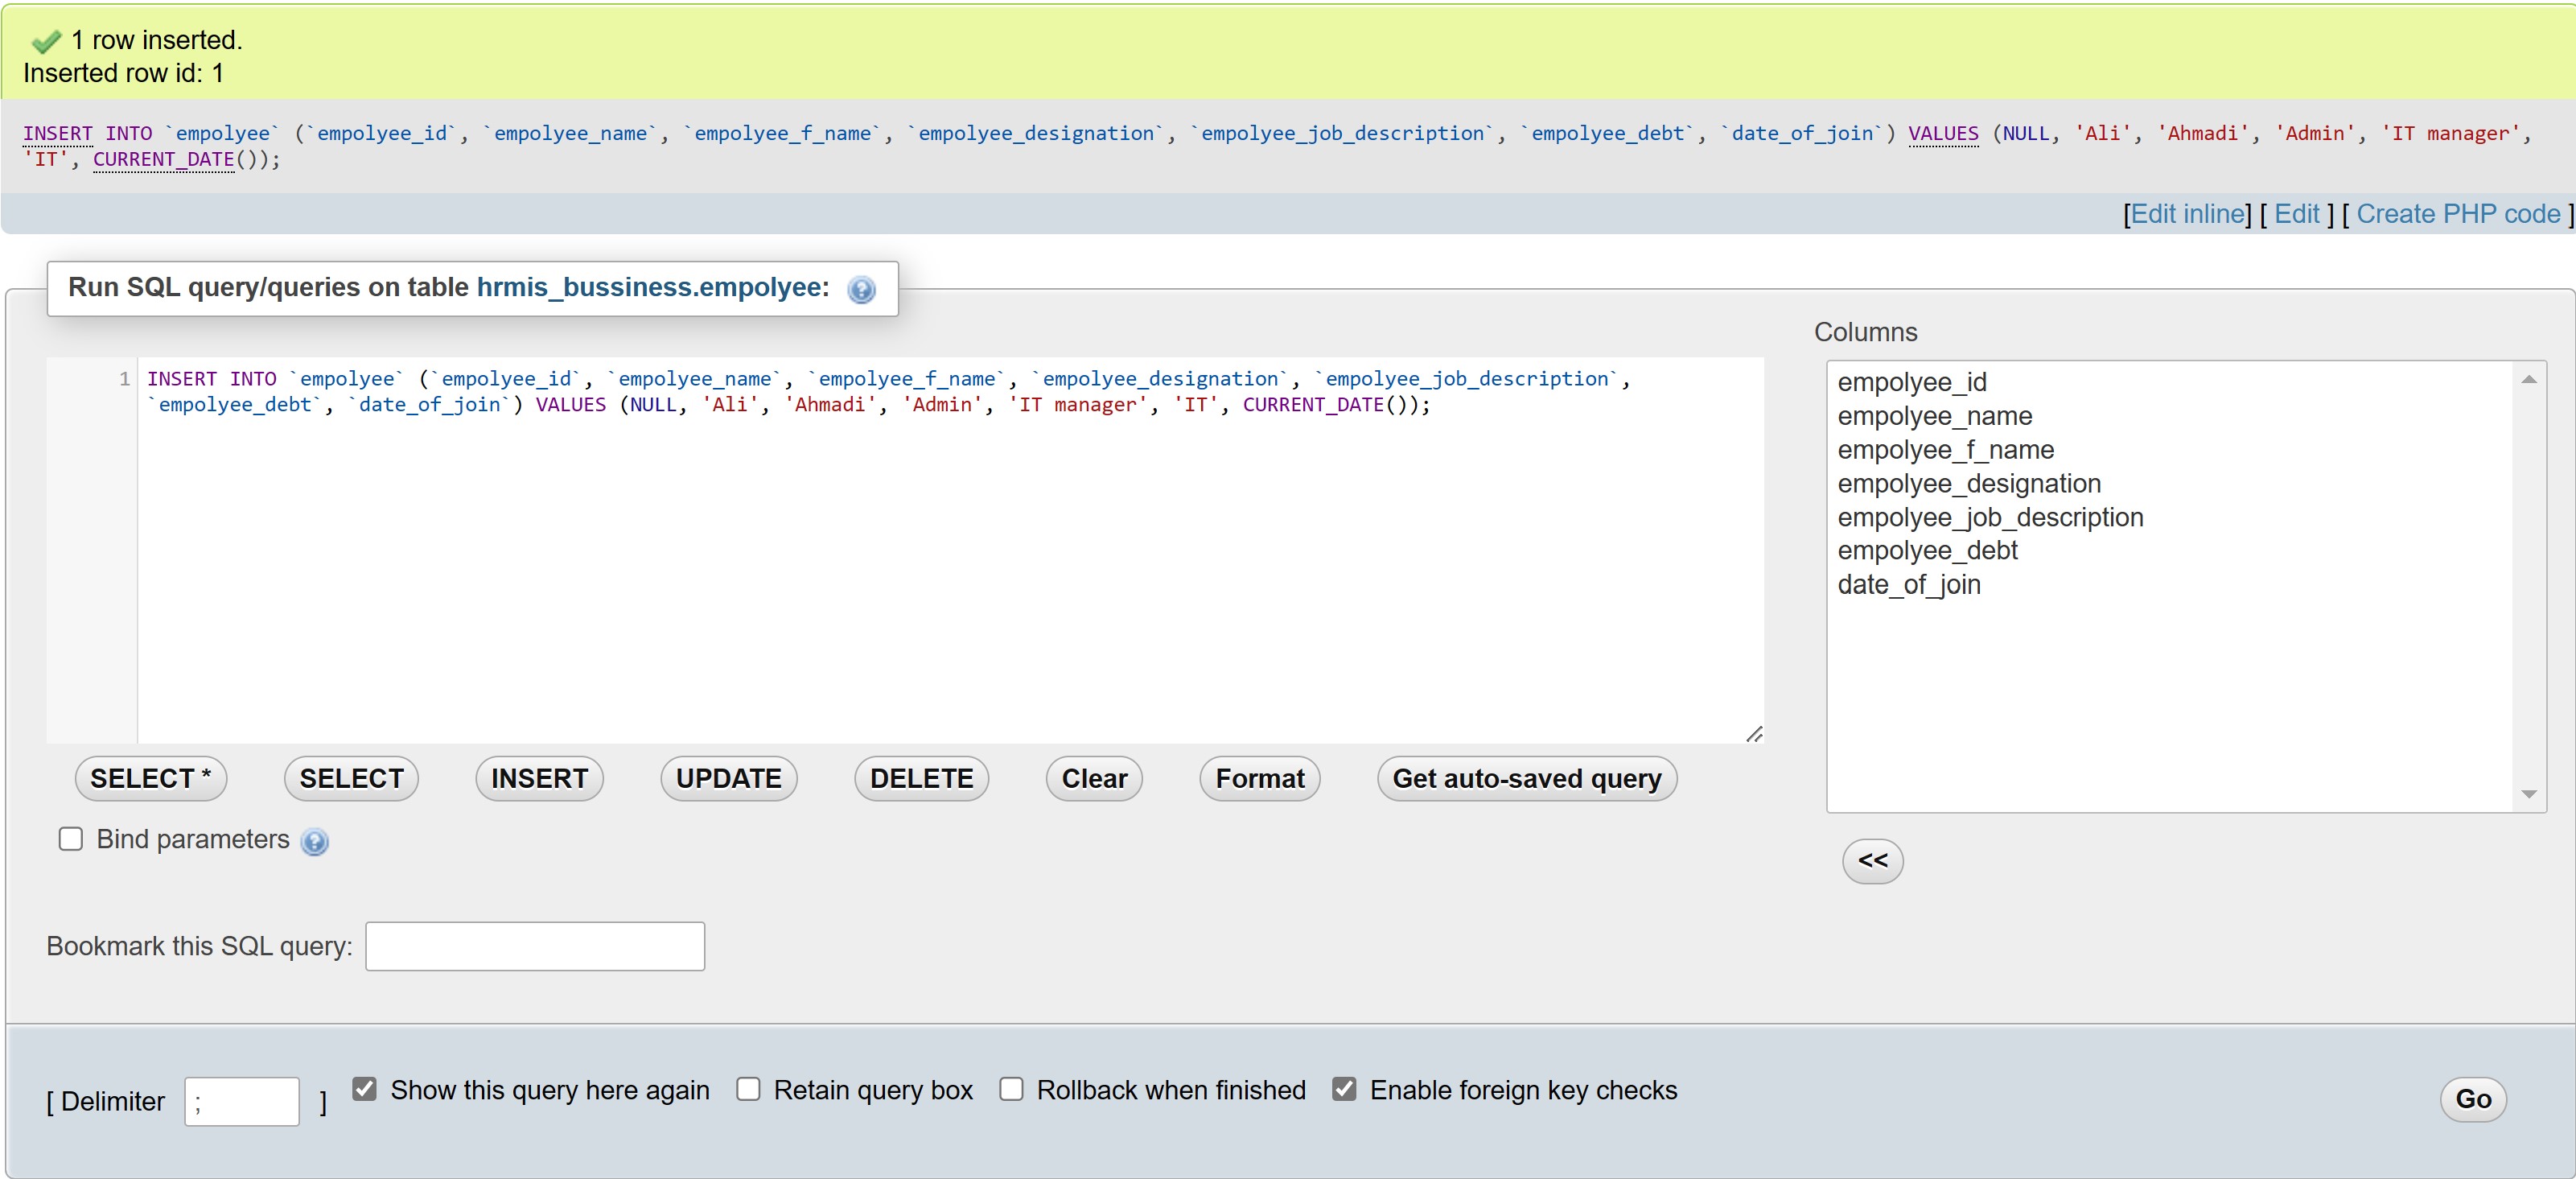 1 row inserted.
Inserted row id: 1
INSERT INTO `empolyee` (`empolyee_id`, `empolyee_name`, `empolyee_f_name`, `empolyee_designation`, `empolyee_job_description`, `empolyee_debt`, `date_of_join`) VALUES (NULL, 'Ali', 'Ahmadi', 'Admin', 'IT manager',
'IT', CURRENT_DATE());
[Edit inline] [ Edit ] [ Create PHP code ]
Run SQL query/queries on table hrmis_bussiness.empolyee:
1 INSERT INTO `empolyee` (`empolyee_id`, `empolyee_name`, `empolyee_f_name`, `empolyee_designation`, `empolyee_job_description`,
`empolyee_debt`, `date_of_join`) VALUES (NULL, 'Ali', 'Ahmadi', 'Admin', 'IT manager', 'IT', CURRENT_DATE());
Columns
empolyee_id
empolyee_name
empolyee_f_name
empolyee_designation
empolyee_job_description
empolyee_debt
date_of_join
SELECT * SELECT INSERT UPDATE DELETE Clear Format Get auto-saved query
Bind parameters
<<
Bookmark this SQL query:
[ Delimiter ; ] Show this query here again Retain query box Rollback when finished Enable foreign key checks Go